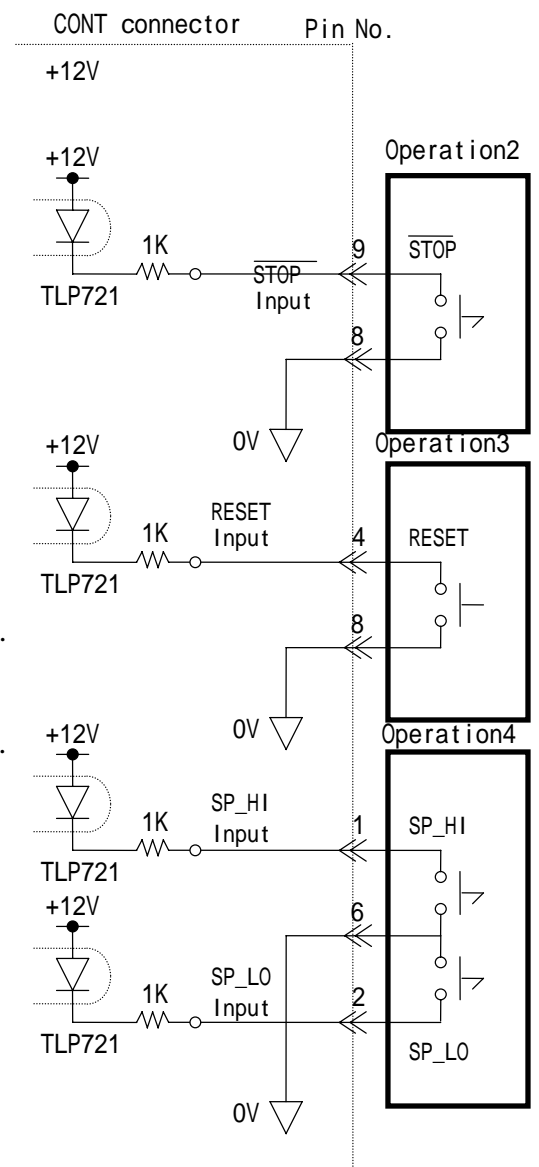 CONT connector Pin No.
+12V
+12V
Operation2
1K
STOP
Input
9
STOP
TLP721
8
0V
+12V
Operation3
1K
RESET
Input
4
RESET
TLP721
8
0V
+12V
Operation4
1K
SP_HI
Input
1
SP_HI
TLP721
+12V
6
1K
SP_LO
Input
2
TLP721
SP_LO
0V